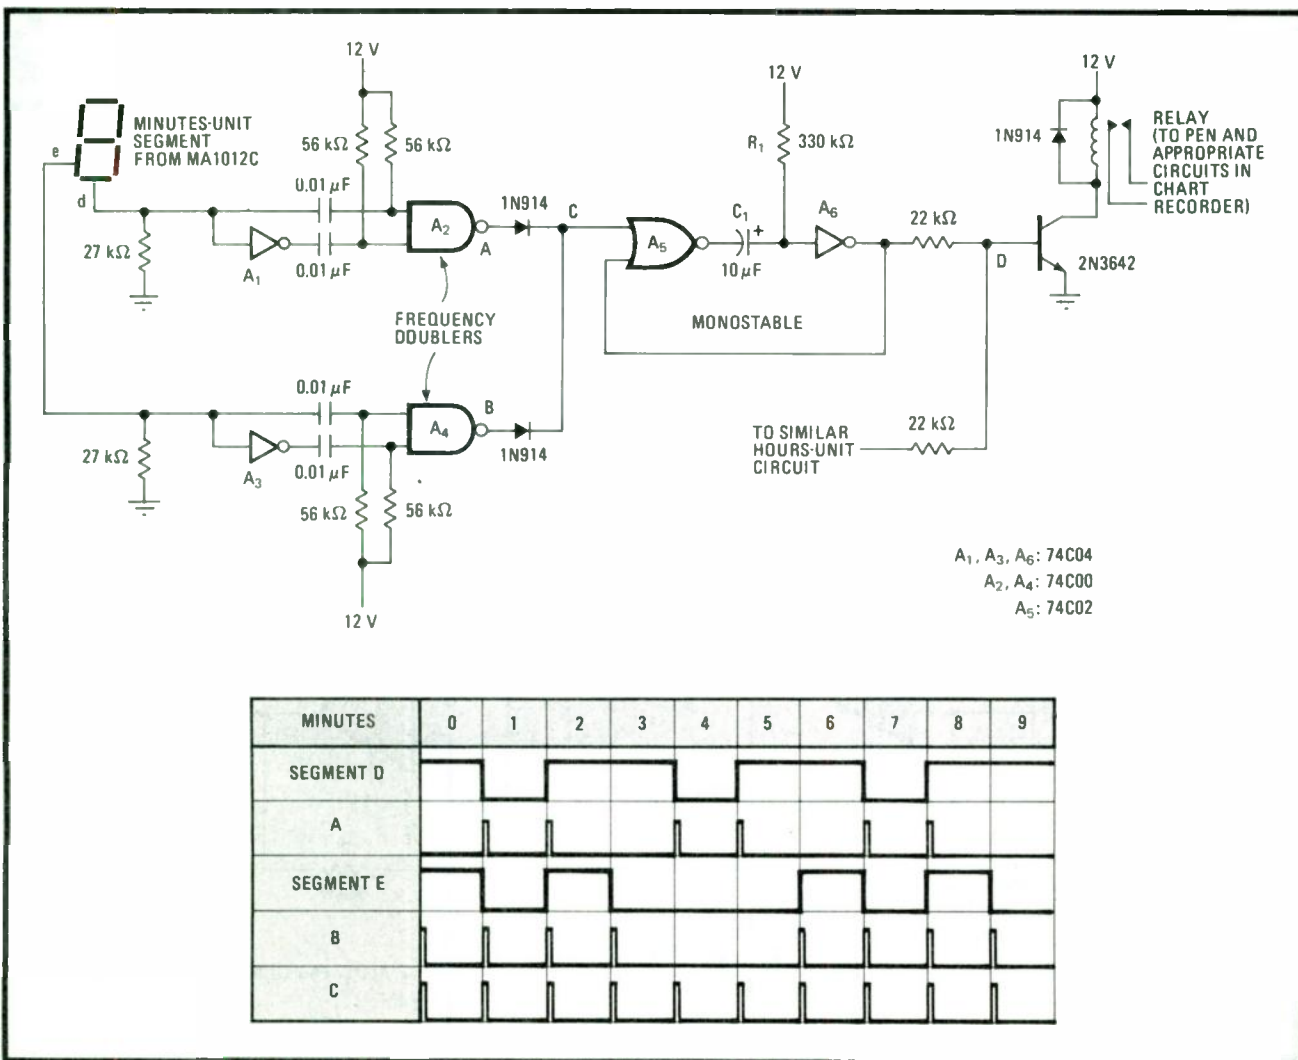 12 V
12 V
12 V
MINUTES-UNIT
SEGMENT
FROM MA1012C
e
d
56 kΩ
56 kΩ
R1
330 kΩ
1N914
RELAY
(TO PEN AND
APPROPRIATE
CIRCUITS IN
CHART
RECORDER)
0.01 μF
1N914
C
A2
A
C1
+
A6
22 kΩ
27 kΩ
A1
0.01 μF
A5
10 μF
D
2N3642
FREQUENCY
DOUBLERS
MONOSTABLE
0.01 μF
B
A4
1N914
27 kΩ
A3
0.01 μF
TO SIMILAR
HOURS-UNIT
CIRCUIT
22 kΩ
56 kΩ
56 kΩ
12 V
A1, A3, A6: 74C04
A2, A4: 74C00
A5: 74C02
MINUTES 0 1 2 3 4 5 6 7 8 9
SEGMENT D
A
SEGMENT E
B
C